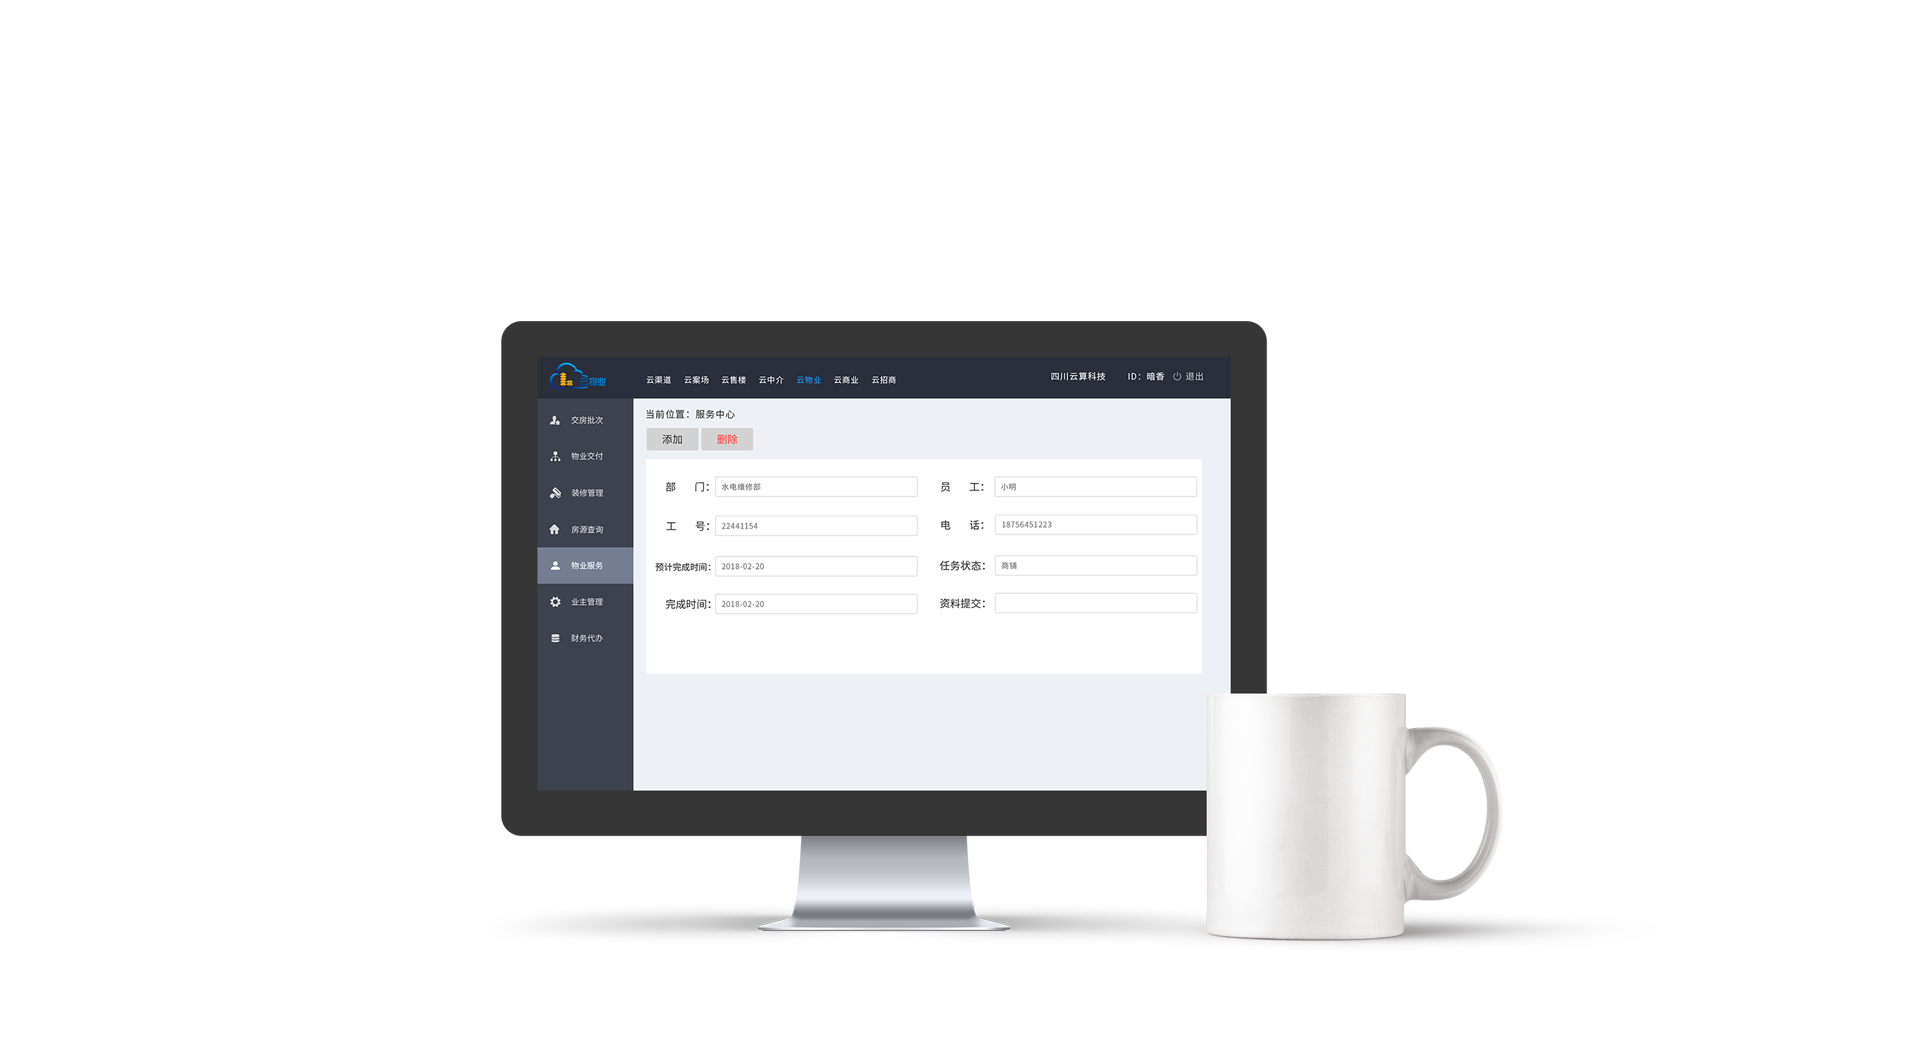 云物业
云渠道 云案场 云售楼 云中介 云物业 云商业 云招商
四川云算科技 ID：暗香 退出
交房批次
物业交付
装修管理
房源查询
物业服务
业主管理
财务代办
当前位置：服务中心
添加 删除
部 门： 水电维修部 员 工： 小明
工 号： 22441154 电 话： 18756451223
预计完成时间： 2018-02-20 任务状态： 商铺
完成时间： 2018-02-20 资料提交：